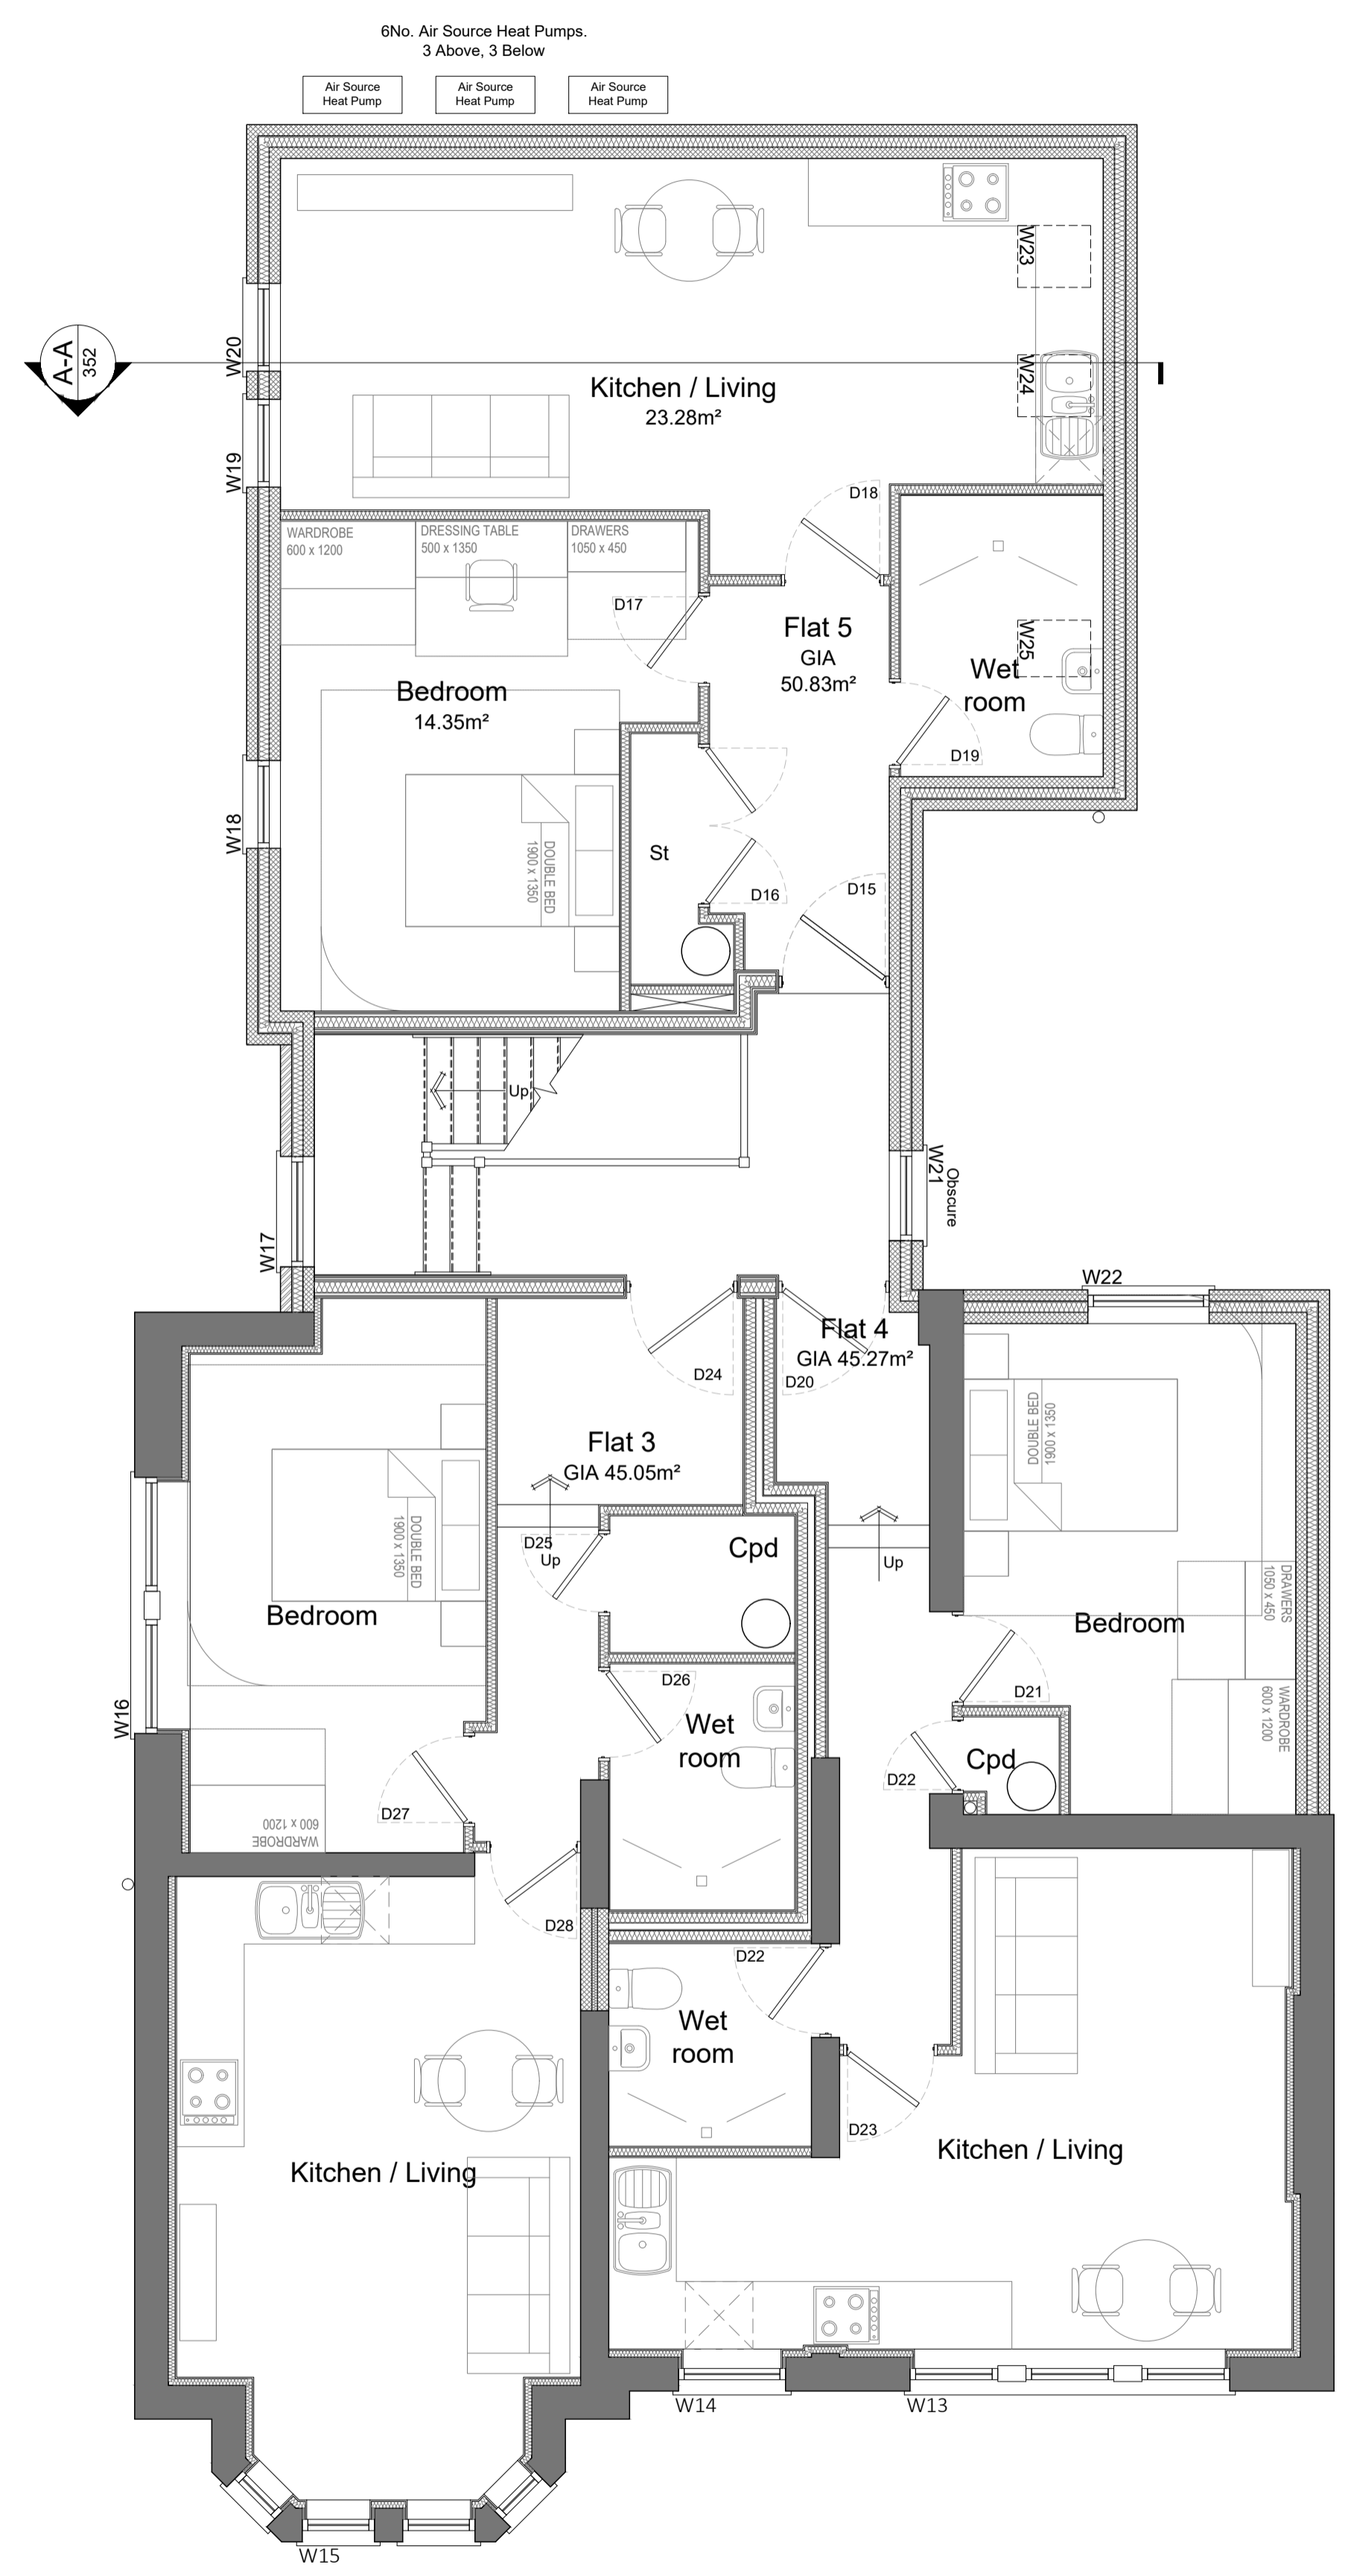 6No. Air Source Heat Pumps.
3 Above, 3 Below
Air Source
Heat Pump
Air Source
Heat Pump
Air Source
Heat Pump
W23
W20
A-A
352
W24
Kitchen / Living
23.28m²
W19
D18
WARDROBE
600 x 1200
DRESSING TABLE
500 x 1350
DRAWERS
1050 x 450
D17
Flat 5
GIA
50.83m²
W25
Wet
room
Bedroom
14.35m²
D19
W18
DOUBLE BED
1900 x 1350
St
D16
D15
Up
W21
Obscure
W17
W22
Flat 4
GIA 45.27m²
D24
D20
DOUBLE BED
1900 x 1350
Flat 3
GIA 45.05m²
DOUBLE BED
1900 x 1350
D25
Up
Cpd
Up
DRAWERS
1050 x 450
Bedroom
Bedroom
D26
D21
W16
Wet
room
WARDROBE
600 x 1200
Cpd
D22
D27
WARDROBE
600 x 1200
D28
D22
Wet
room
D23
Kitchen / Living
Kitchen / Living
W14
W13
W15